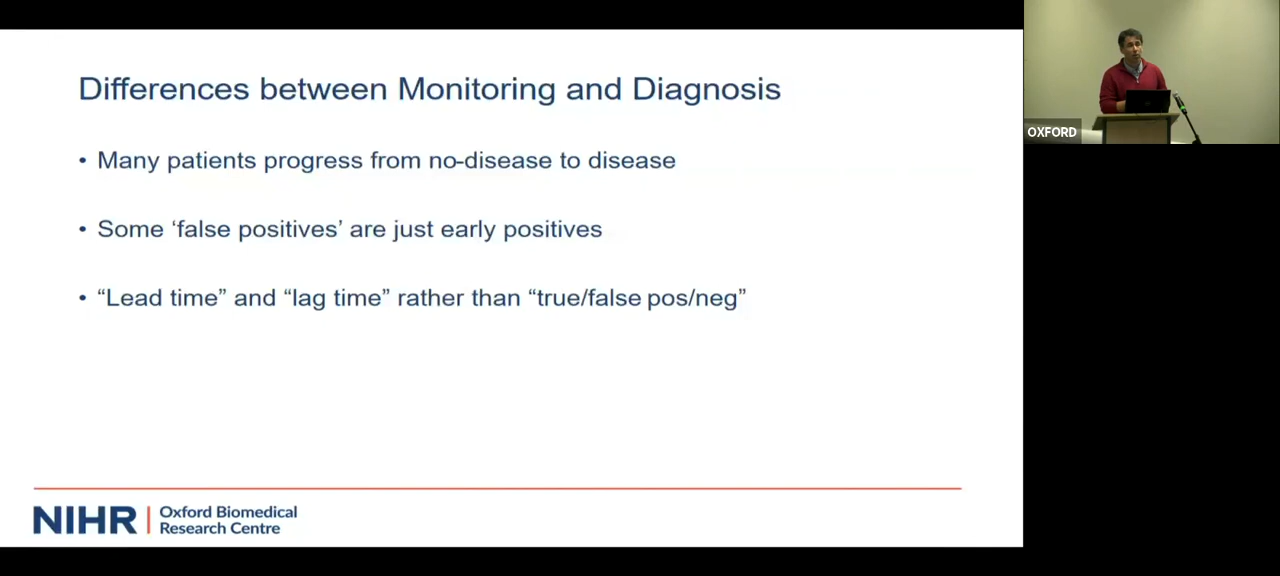 Differences between Monitoring and Diagnosis
• Many patients progress from no-disease to disease
• Some ‘false positives’ are just early positives
• “Lead time” and “lag time” rather than “true/false pos/neg”
NIHR | Oxford Biomedical
Research Centre
OXFORD